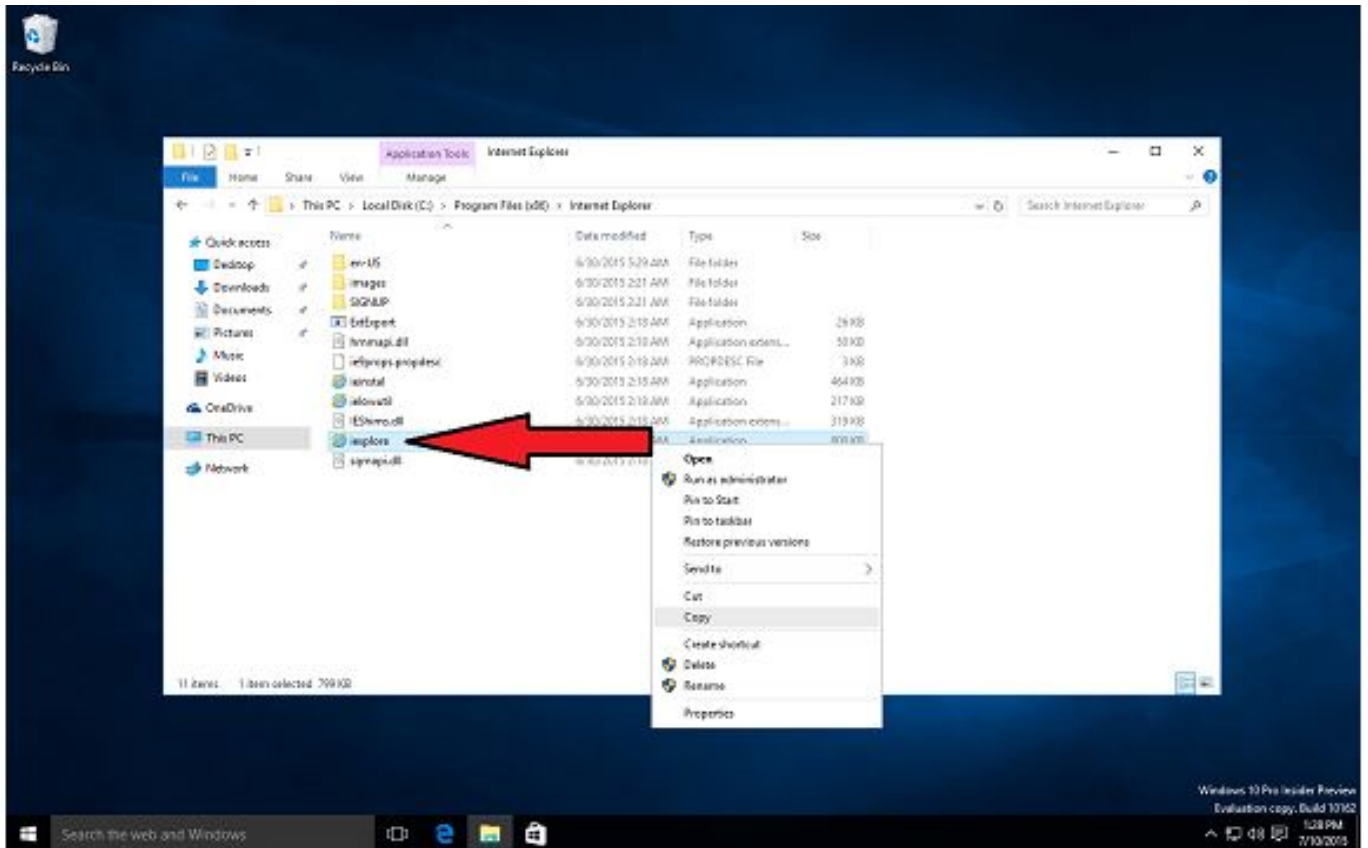 Recycle Bin
Application Tools Internet Explorer
File Home Share View Manage
This PC > Local Disk (C:) > Program Files (x86) > Internet Explorer
Search Internet Explorer
Name Date modified Type Size
Quick access
Desktop
Downloads
Documents
Pictures
Music
Videos
OneDrive
This PC
Network
en-US 6/30/2015 5:29 AM File folder
images 6/30/2015 2:21 AM File folder
SIGNUP 6/30/2015 2:21 AM File folder
ExtExport 6/30/2015 2:18 AM Application 26 KB
hmmapi.dll 6/30/2015 2:18 AM Application extens... 50 KB
ie8props.propdesc 6/30/2015 2:18 AM PROPDESC File 3 KB
ieinstal 6/30/2015 2:18 AM Application 464 KB
ielowutil 6/30/2015 2:18 AM Application 217 KB
IEShims.dll 6/30/2015 2:18 AM Application extens... 319 KB
iexplore AM Application KB
sqmapi.dll
Open
Run as administrator
Pin to Start
Pin to taskbar
Restore previous versions
Send to
Cut
Copy
Create shortcut
Delete
Rename
Properties
11 items 1 item selected 799 KB
Windows 10 Pro Insider Preview
Evaluation copy. Build 10162
Search the web and Windows
1:28 PM
7/10/2015